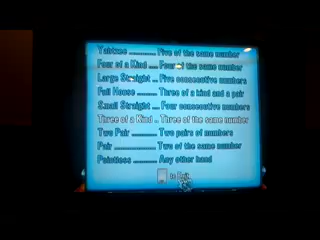 Yahtzee ............ Five of the same number
Four of a Kind .... Four of the same number
Large Straight .. Five consecutive numbers
Full House ......... Three of a kind and a pair
Small Straight .... Four consecutive numbers
Three of a Kind .. Three of the same number
Two Pair ........... Two pairs of numbers
Pair .................. Two of the same number
Pointless .......... Any other hand
to Exit